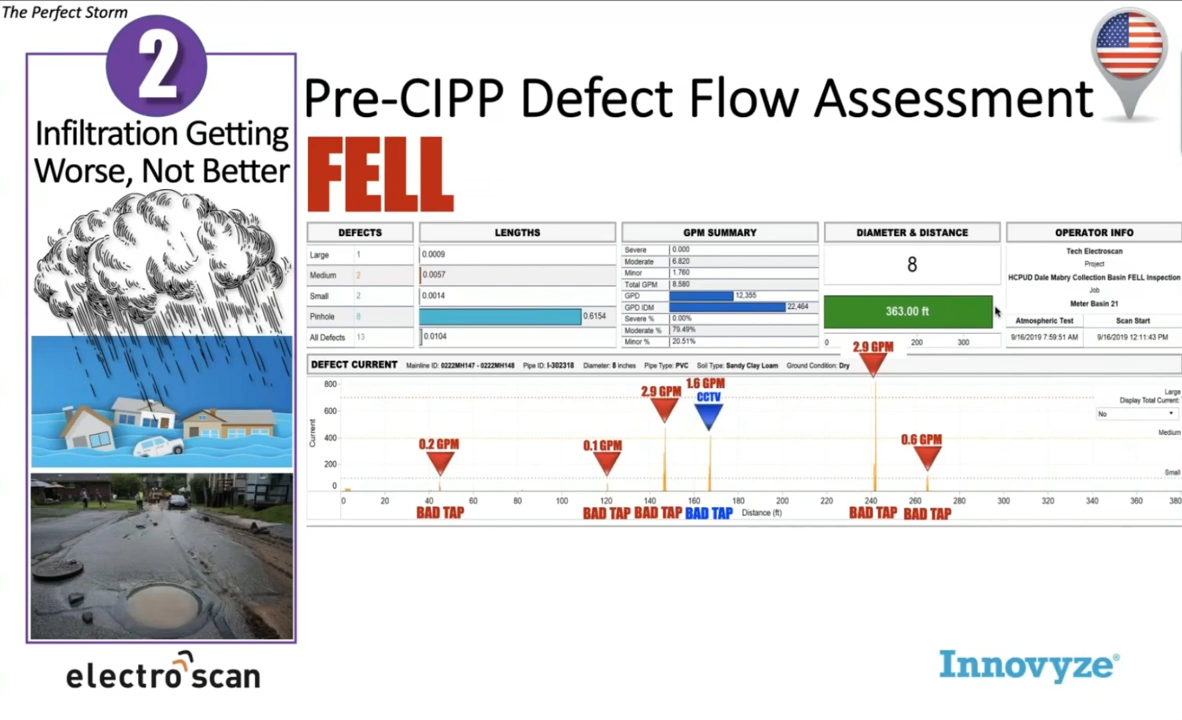 The Perfect Storm
2
Infiltration Getting
Worse, Not Better
Pre-CIPP Defect Flow Assessment
FELL
DEFECTS
Large 1
Medium 2
Small 2
Pinhole 8
All Defects 13
LENGTHS
0.0009
0.0057
0.0014
0.6154
0.0104
GPM SUMMARY
Severe 0.000
Moderate 6.820
Minor 1.760
Total GPM 8.580
GPD 12,355
GPD IDM 22,464
Severe % 0.00%
Moderate % 79.49%
Minor % 20.51%
DIAMETER & DISTANCE
8
363.00 ft
0 200 300
OPERATOR INFO
Tech Electroscan
Project
HCPUD Dale Mabry Collection Basin FELL Inspection
Job
Meter Basin 21
Atmospheric Test Scan Start
9/16/2019 7:59:51 AM 9/16/2019 12:11:43 PM
DEFECT CURRENT Mainline ID: 0222MH147 - 0222MH148 Pipe ID: I-302318 Diameter: 8 Inches Pipe Type: PVC Soil Type: Sandy Clay Loam Ground Condition: Dry
Large
Display Total Current:
No
Medium
Small
Current
800
600
400
200
0
0.2 GPM
0.1 GPM
2.9 GPM
1.6 GPM
CCTV
2.9 GPM
0.6 GPM
0 20 40 60 80 100 120 140 160 180 200 220 240 260 280 300 320 340 360 380
BAD TAP BAD TAP BAD TAP BAD TAP Distance (ft) BAD TAP BAD TAP
electro scan
Innovyze®